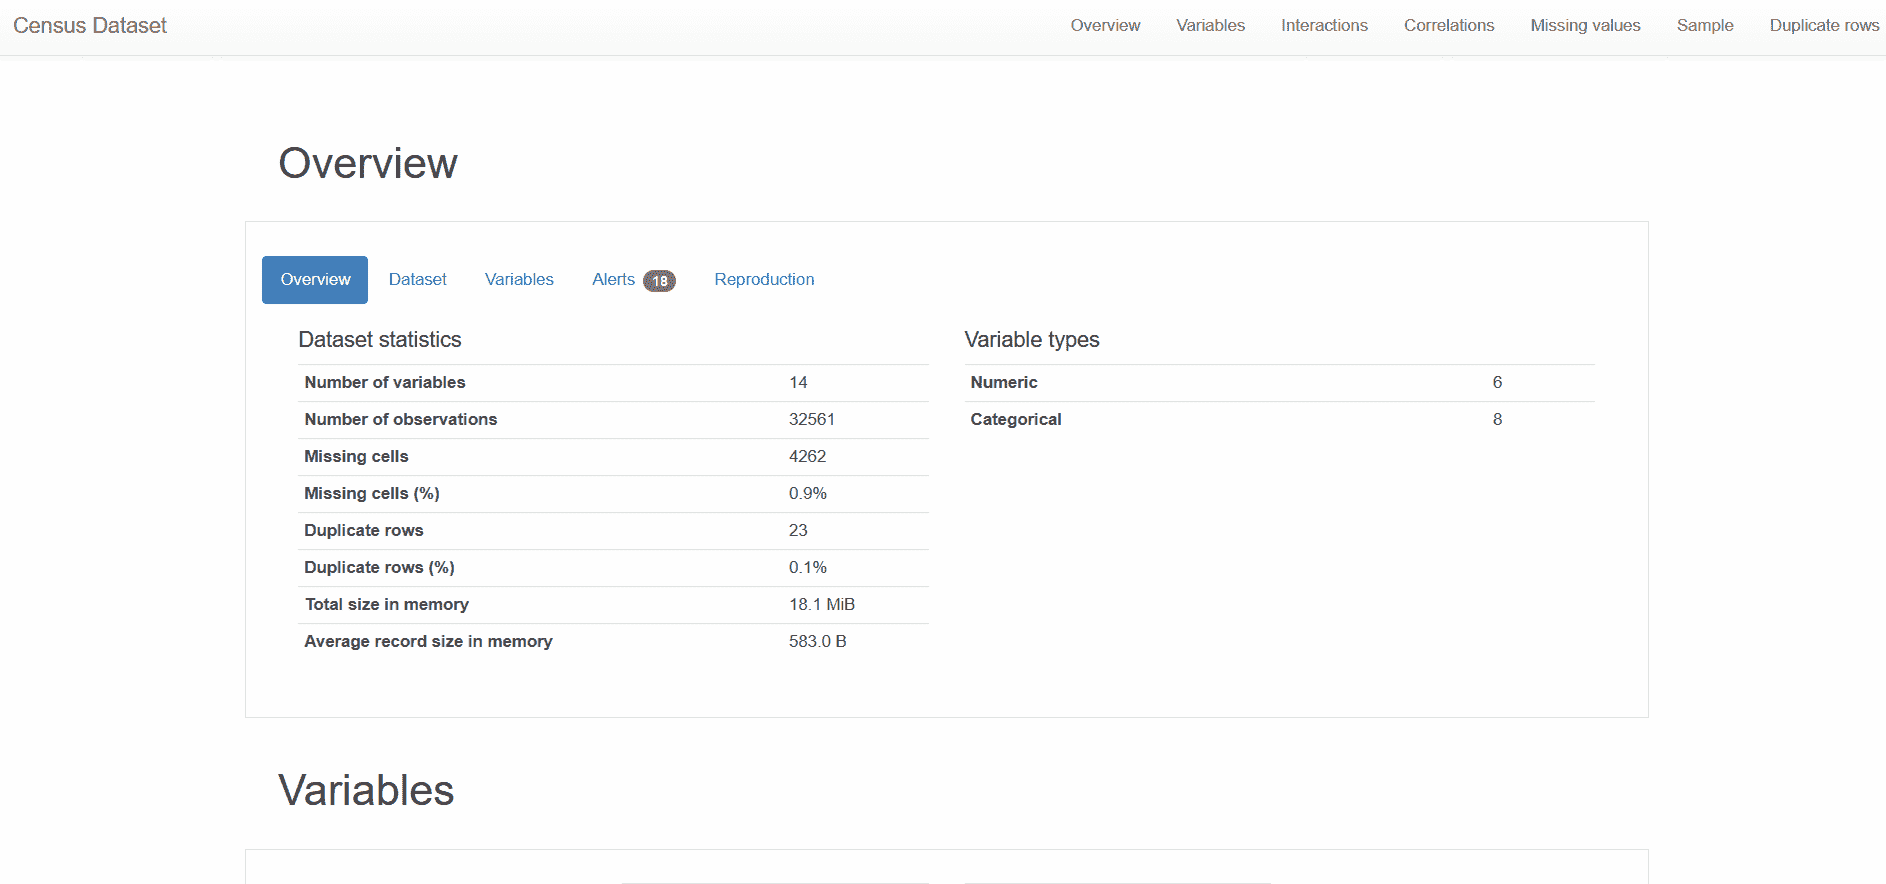 Census Dataset Overview Variables Interactions Correlations Missing values Sample Duplicate rows
Overview
Overview Dataset Variables Alerts 18 Reproduction
Dataset statistics
Number of variables 14
Number of observations 32561
Missing cells 4262
Missing cells (%) 0.9%
Duplicate rows 23
Duplicate rows (%) 0.1%
Total size in memory 18.1 MiB
Average record size in memory 583.0 B
Variable types
Numeric 6
Categorical 8
Variables